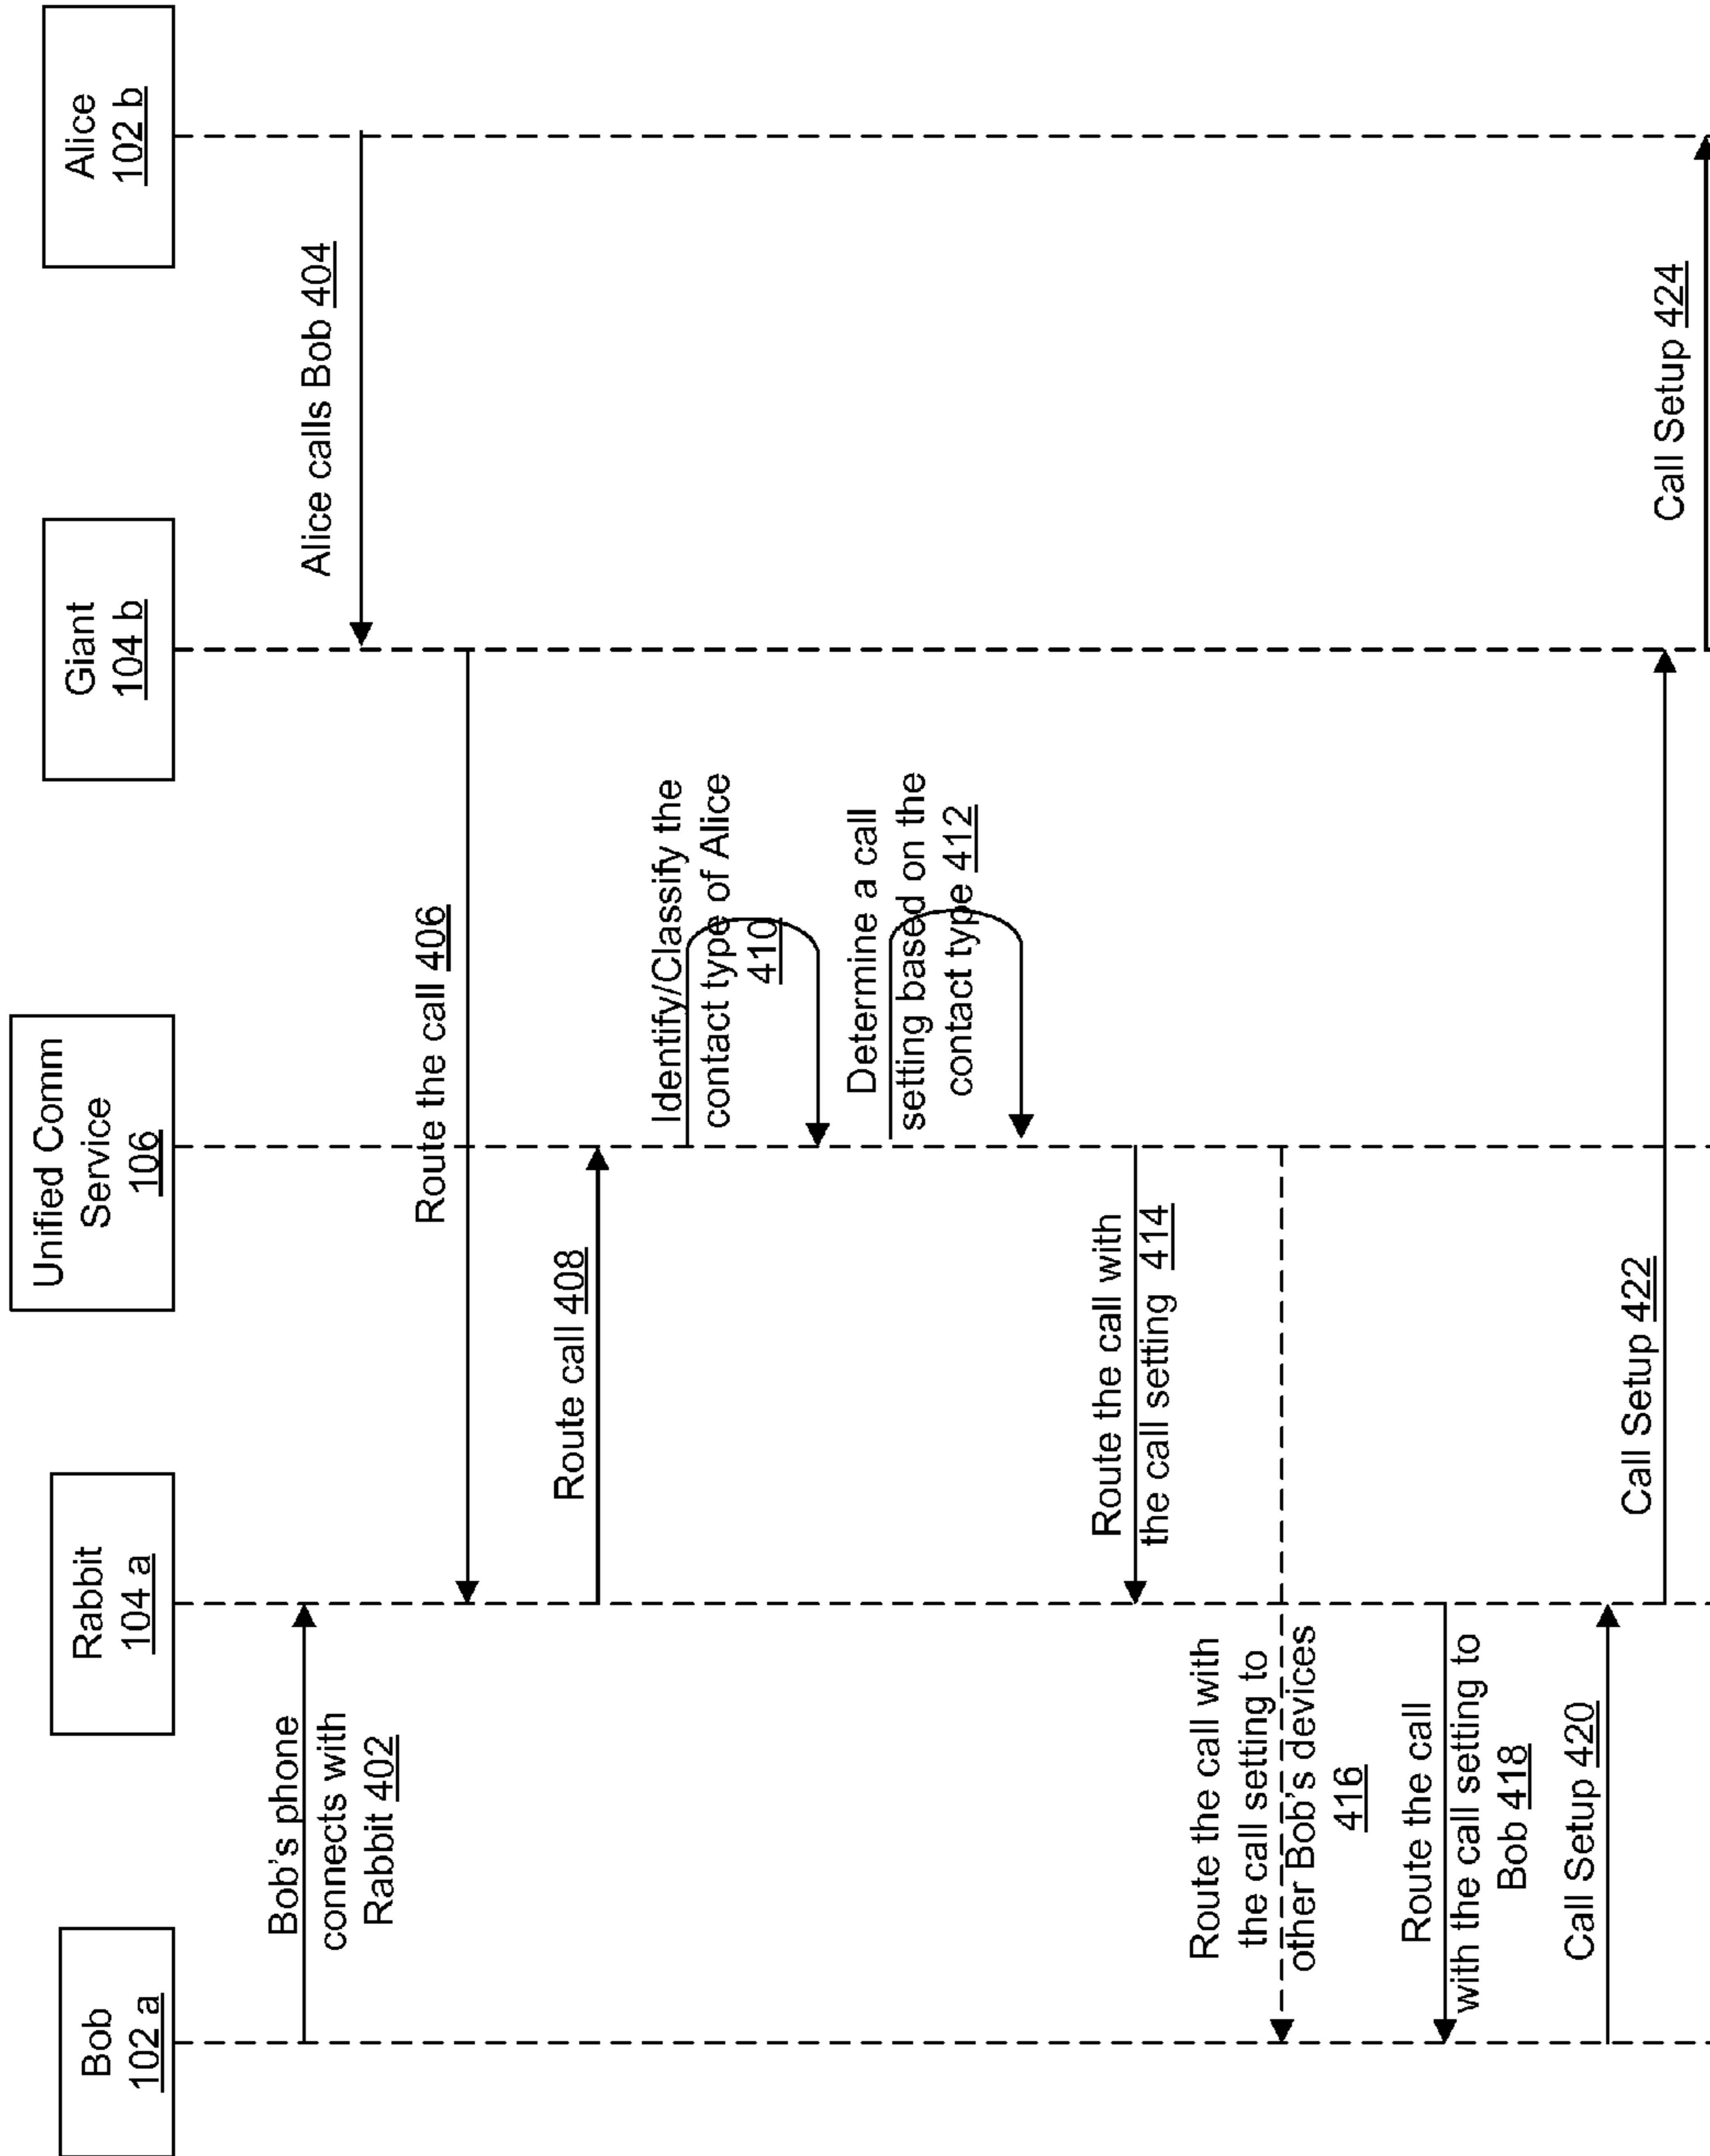 Bob
102 a
Rabbit
104 a
Unified Comm
Service
106
Giant
104 b
Alice
102 b
Bob's phone
connects with
Rabbit 402
Alice calls Bob 404
Route the call 406
Route call 408
Identify/Classify the
contact type of Alice
410
Determine a call
setting based on the
contact type 412
Route the call with
the call setting 414
Route the call with
the call setting to
other Bob's devices
416
Route the call
with the call setting to
Bob 418
Call Setup 420
Call Setup 422
Call Setup 424